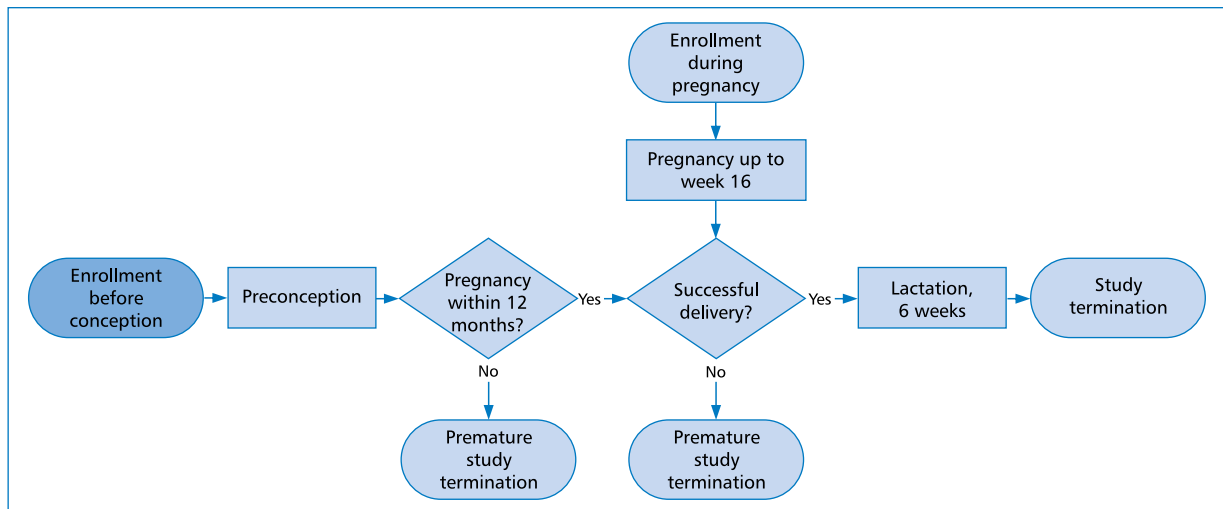 Enrollment
during
pregnancy
Pregnancy up to
week 16
Enrollment
before
conception
Preconception
Pregnancy
within 12
months?
Yes
Successful
delivery?
Yes
Lactation,
6 weeks
Study
termination
No
No
Premature
study
termination
Premature
study
termination